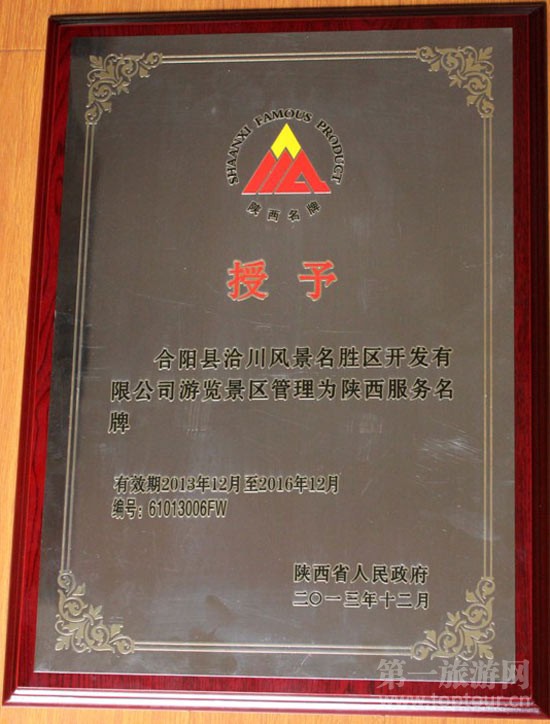 SHAANXI FAMOUS PRODUCT
陕西名牌
授予
合阳县洽川风景名胜区开发有
限公司游览景区管理为陕西服务名
牌
有效期2013年12月至2016年12月
编号：61013006FW
陕西省人民政府
二〇一三年十二月
第一旅游网
www.toptour.cn